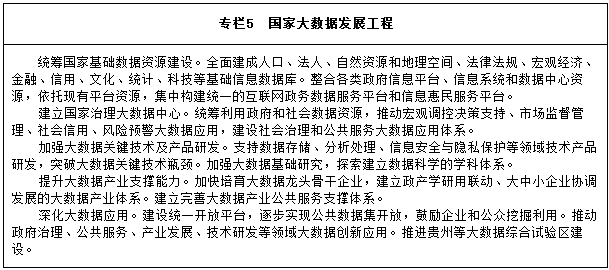 专栏5　国家大数据发展工程
统筹国家基础数据资源建设。全面建成人口、法人、自然资源和地理空间、法律法规、宏观经济、
金融、信用、文化、统计、科技等基础信息数据库。整合各类政府信息平台、信息系统和数据中心资
源，依托现有平台资源，集中构建统一的互联网政务数据服务平台和信息惠民服务平台。
建立国家治理大数据中心。统筹利用政府和社会数据资源，推动宏观调控决策支持、市场监督管
理、社会信用、风险预警大数据应用，建设社会治理和公共服务大数据应用体系。
加强大数据关键技术及产品研发。支持数据存储、分析处理、信息安全与隐私保护等领域技术产品
研发，突破大数据关键技术瓶颈。加强大数据基础研究，探索建立数据科学的学科体系。
提升大数据产业支撑能力。加快培育大数据龙头骨干企业，建立政产学研用联动、大中小企业协调
发展的大数据产业体系。建立完善大数据产业公共服务支撑体系。
深化大数据应用。建设统一开放平台，逐步实现公共数据集开放，鼓励企业和公众挖掘利用。推动
政府治理、公共服务、产业发展、技术研发等领域大数据创新应用。推进贵州等大数据综合试验区建
设。